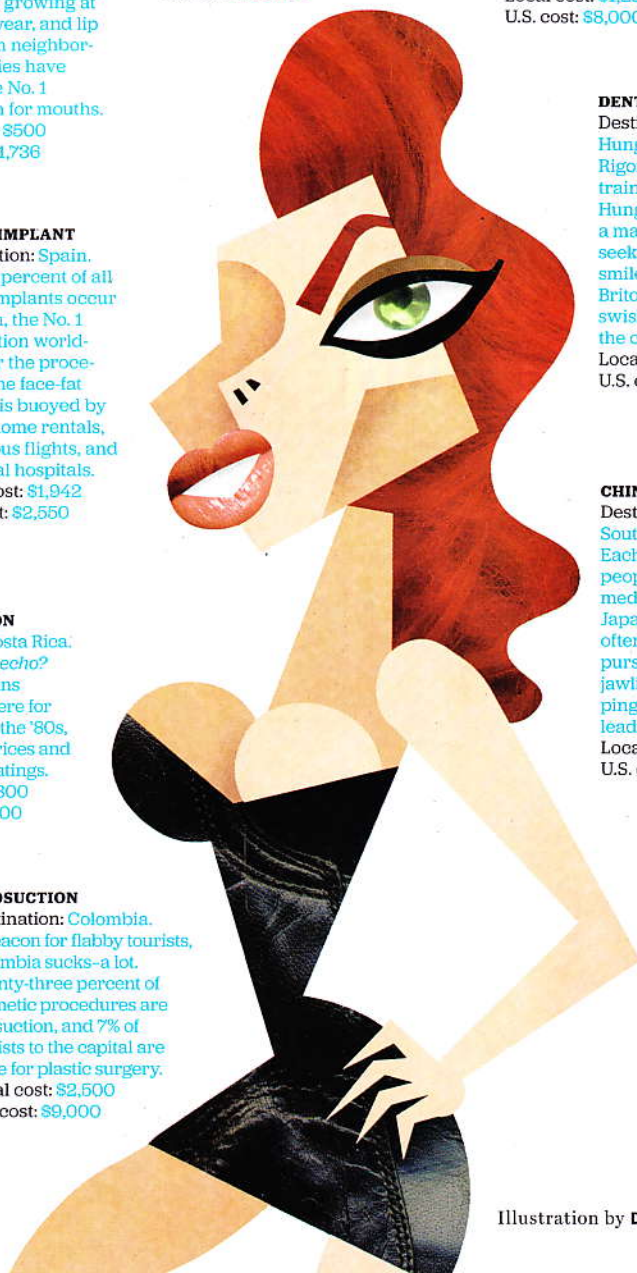 growing at
year, and lip
neighbor-
ies have
No. 1
for mouths.
$500
1,736
IMPLANT
tion: Spain.
percent of all
mplants occur
, the No. 1
tion world-
r the proce-
ne face-fat
is buoyed by
ome rentals,
ous flights, and
al hospitals.
ost: $1,942
t: $2,550
ON
osta Rica.
echo?
ns
ere for
the '80s,
rices and
atings.
300
00
OSUCTION
ination: Colombia.
eacon for flabby tourists,
mbia sucks–a lot.
nty-three percent of
metic procedures are
suction, and 7% of
ists to the capital are
e for plastic surgery.
al cost: $2,500
cost: $9,000
U.S. cost: $8,000
DENT
Desti
Hung
Rigo
train
Hung
a ma
seek
smile
Brito
swis
the c
Loca
U.S.
CHIN
Dest
Sout
Each
peop
med
Japa
ofter
purs
jawli
ping
lead
Loca
U.S.
Illustration by